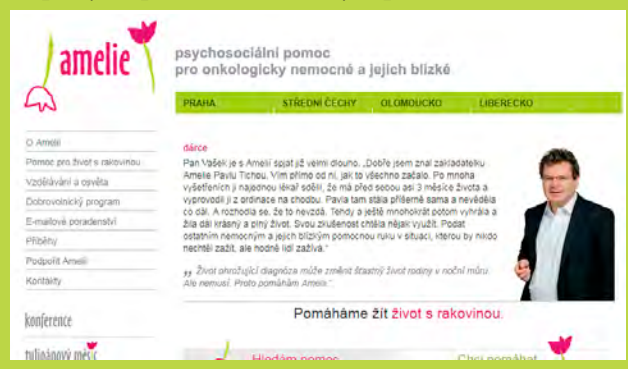 amelie
psychosociální pomoc
pro onkologicky nemocné a jejich blízké
PRAHA
STŘEDNÍ ČECHY
OLOMOUCKO
LIBERECKO
O Amelii
Pomoc pro život s rakovinou
Vzdělávání a osvěta
Dobrovolnický program
E-mailové poradenství
Příběhy
Podpořit Amelii
Kontakty
konference
tulipánový měsíc
dárce
Pan Vašek je s Amelií spjat již velmi dlouho. „Dobře jsem znal zakladatelku
Amelie Pavlu Tichou. Vím přímo od ní, jak to všechno začalo. Po mnoha
vyšetřeních jí najednou lékař sdělil, že má před sebou asi 3 měsíce života a
vyprovodil ji z ordinace na chodbu. Pavla tam stála příšerně sama a nevěděla
co dál. A rozhodla se, že to nevzdá. Tehdy a ještě mnohokrát potom vyhrála a
žila dál krásný a plný život. Svou zkušenost chtěla nějak využít. Podat
ostatním nemocným a jejich blízkým pomocnou ruku v situaci, kterou by nikdo
nechtěl zažít, ale hodně lidí zažívá.“
„ Život ohrožující diagnóza může změnit šťastný život rodiny v noční můru.
Ale nemusí. Proto pomáhám Amelii.“
Pomáháme žít život s rakovinou.
Hledám pomoc
Chci pomáhat